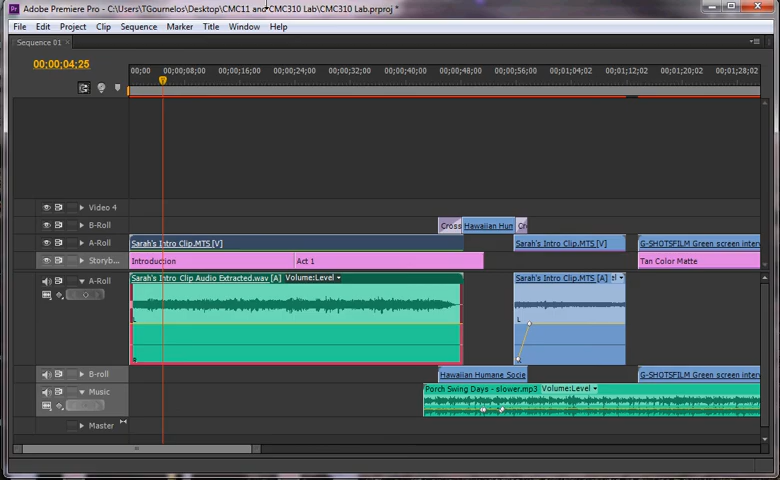 Adobe Premiere Pro - C:\Users\TGournelos\Desktop\CMC11 and CMC310 Lab\CMC310 Lab.prproj *
File Edit Project Clip Sequence Marker Title Window Help
Sequence 01
00;00;04;25
00;00 00;00;08;00 00;00;16;00 00;00;24;00 00;00;32;00 00;00;40;00 00;00;48;00 00;00;56;00 00;01;04;02 00;01;12;02 00;01;20;02 00;01;28;02
Video 4
B-Roll Cross Hawaiian Hun Cr
A-Roll Sarah's Intro Clip.MTS [V] Sarah's Intro Clip.MTS [V] G-SHOTSFILM Green screen interv
Storyb... Introduction Act 1 Tan Color Matte
A-Roll Sarah's Intro Clip Audio Extracted.wav [A] Volume:Level Sarah's Intro Clip.MTS [A]
L L
R
B-roll Hawaiian Humane Socie G-SHOTSFILM Green screen interv
Music Porch Swing Days - slower.mp3 Volume:Level
Master